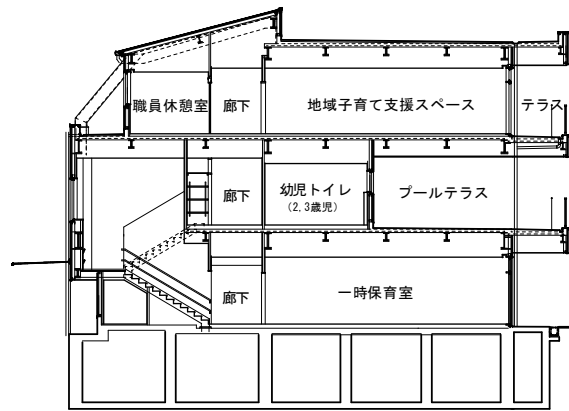 職員休憩室
廊下
地域子育て支援スペース
テラス
廊下
幼児トイレ
(2,3歳児)
プールテラス
廊下
一時保育室